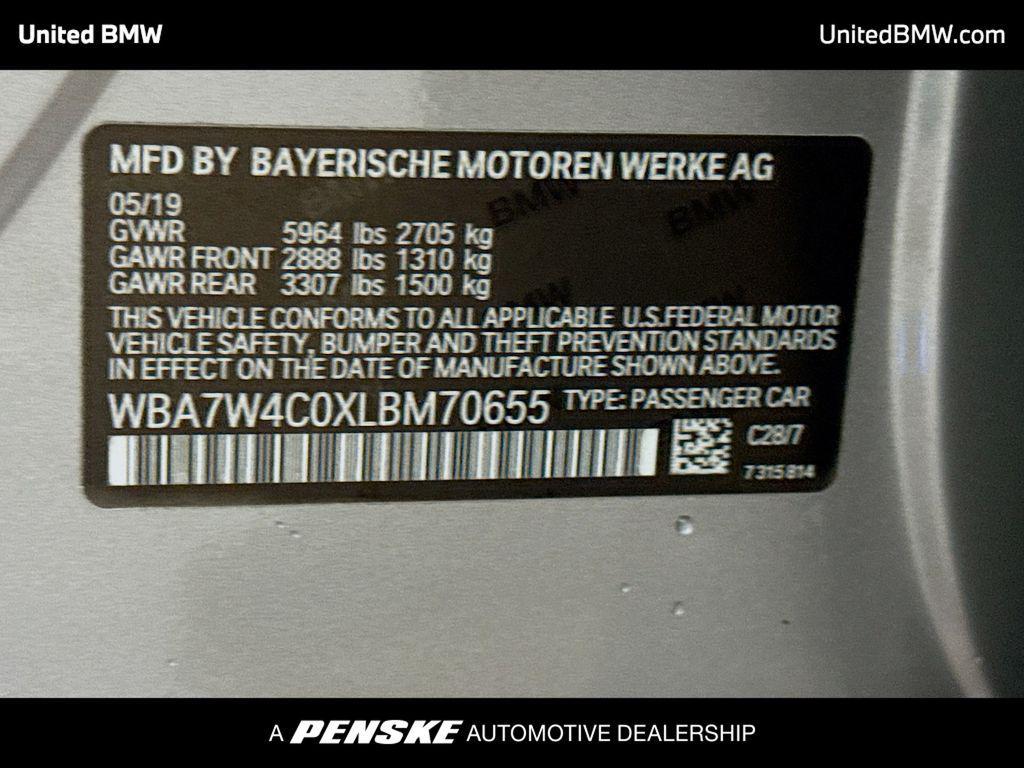 United BMW
UnitedBMW.com
MFD BY BAYERISCHE MOTOREN WERKE AG
05/19
GVWR 5964 lbs 2705 kg
GAWR FRONT 2888 lbs 1310 kg
GAWR REAR 3307 lbs 1500 kg
THIS VEHICLE CONFORMS TO ALL APPLICABLE U.S.FEDERAL MOTOR
VEHICLE SAFETY, BUMPER AND THEFT PREVENTION STANDARDS
IN EFFECT ON THE DATE OF MANUFACTURE SHOWN ABOVE.
WBA7W4C0XLBM70655 TYPE: PASSENGER CAR
C28/7
7315814
A PENSKE AUTOMOTIVE DEALERSHIP